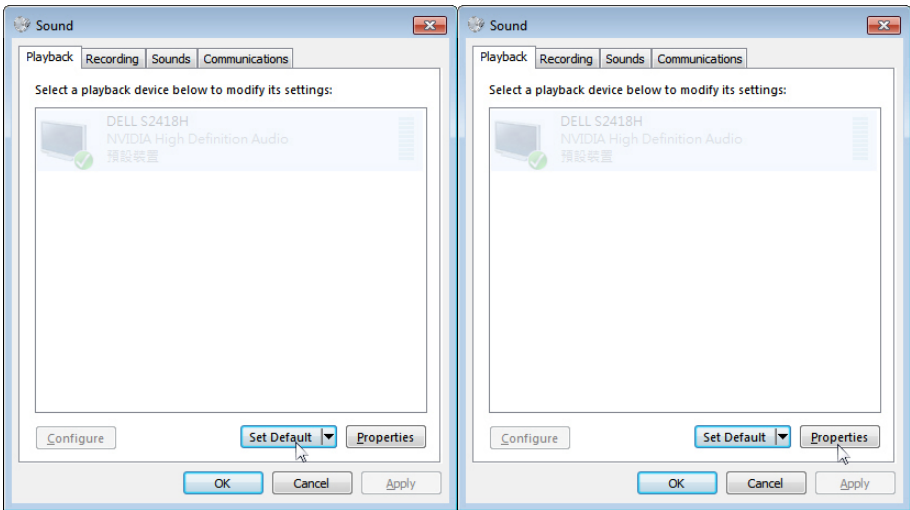 Sound
Playback Recording Sounds Communications
Select a playback device below to modify its settings:
DELL S2418H
NVIDIA High Definition Audio
預設裝置
Configure Set Default Properties
OK Cancel Apply
Sound
Playback Recording Sounds Communications
Select a playback device below to modify its settings:
DELL S2418H
NVIDIA High Definition Audio
預設裝置
Configure Set Default Properties
OK Cancel Apply